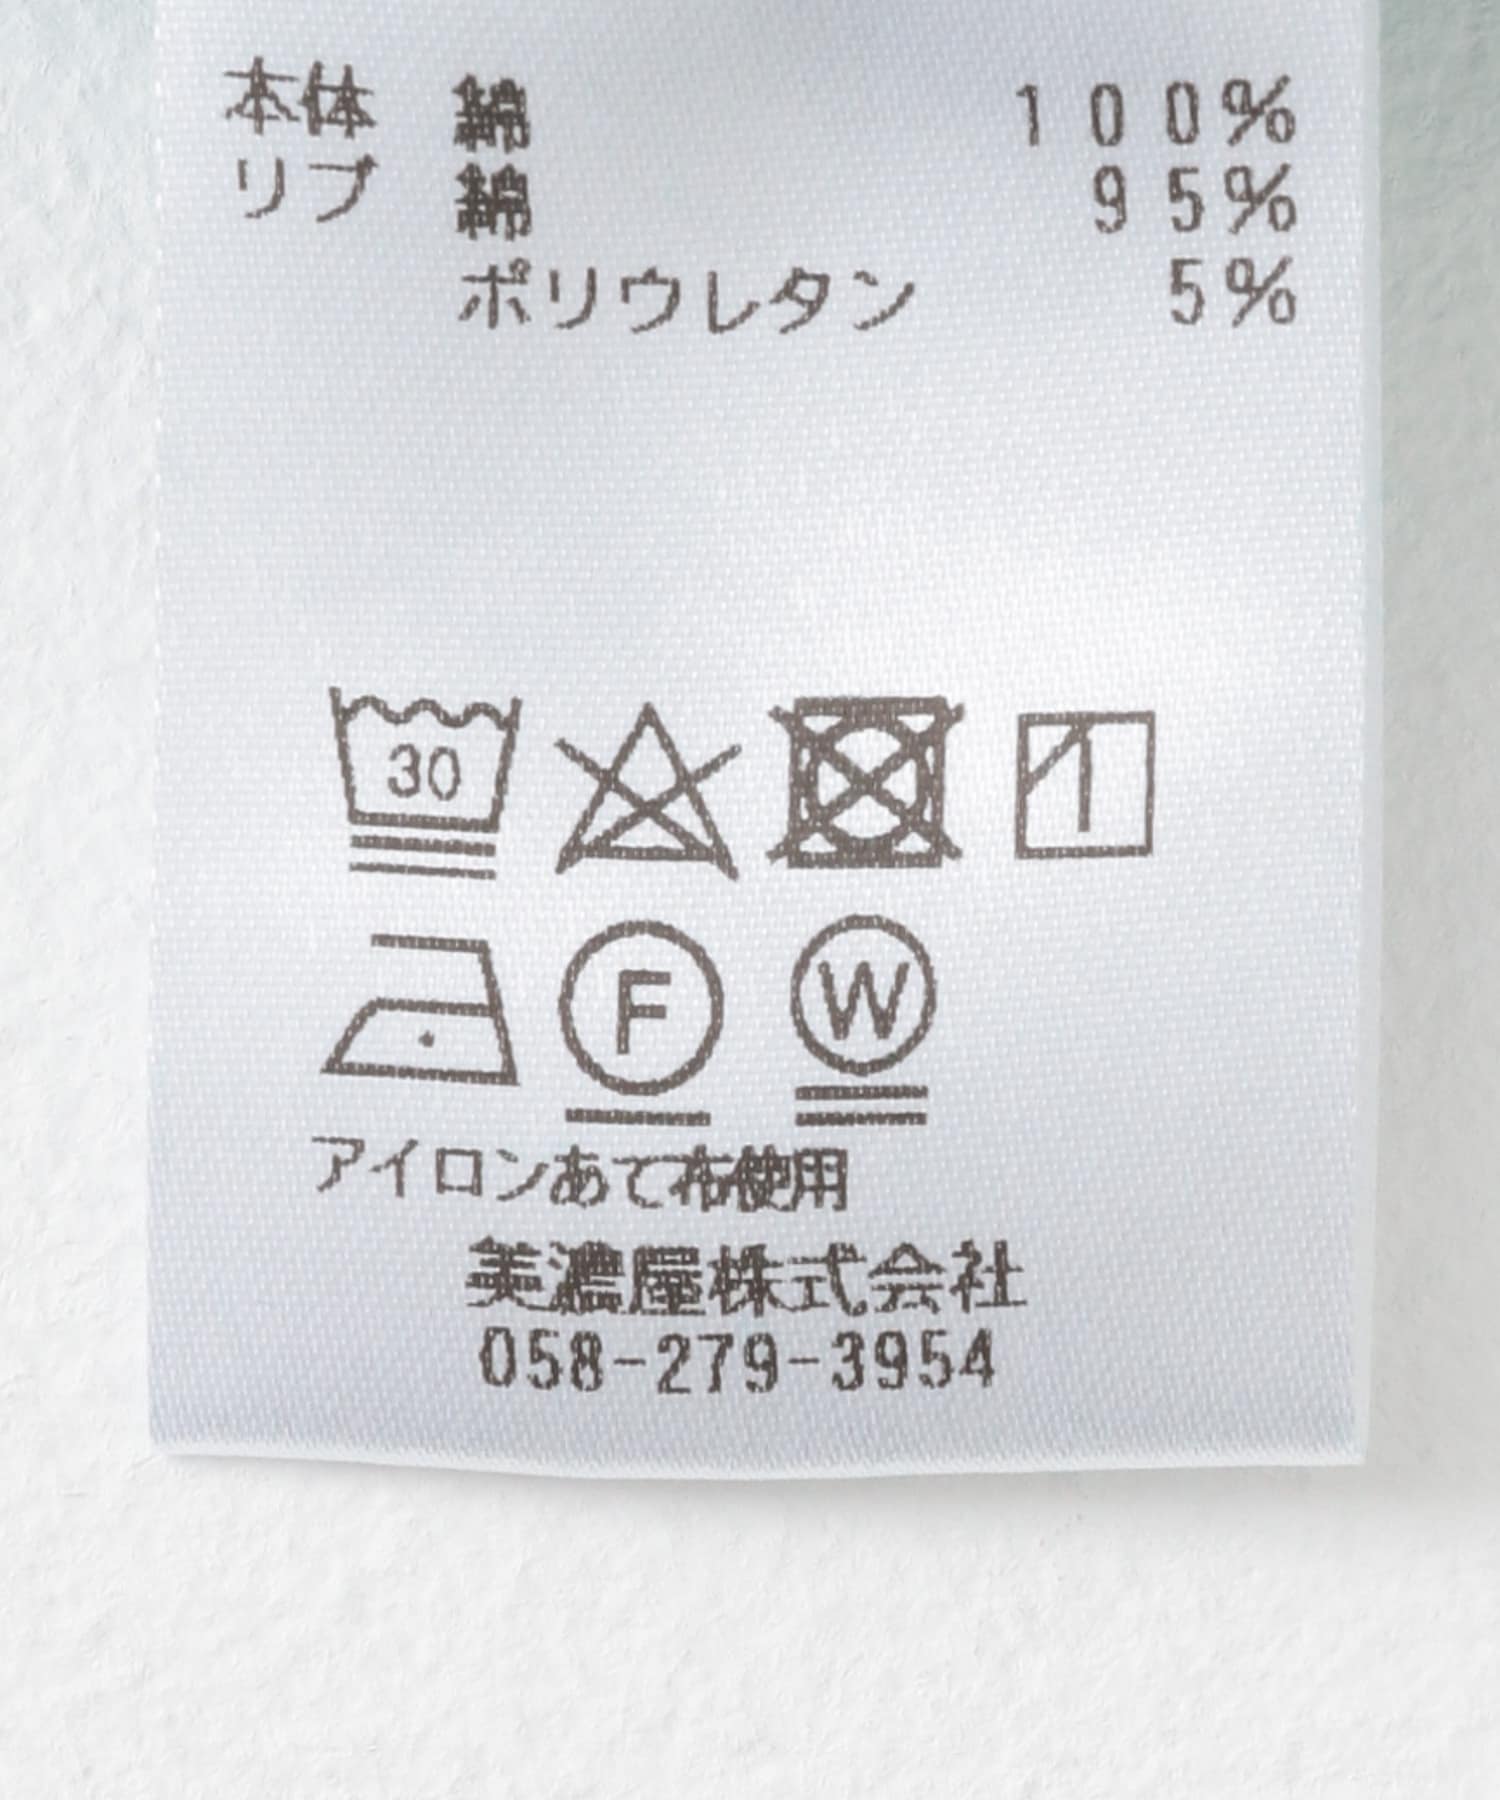 本体 綿 100%
リブ 綿 95%
ポリウレタン 5%
30
F W
アイロンあて布使用
美濃屋株式会社
058-279-3954